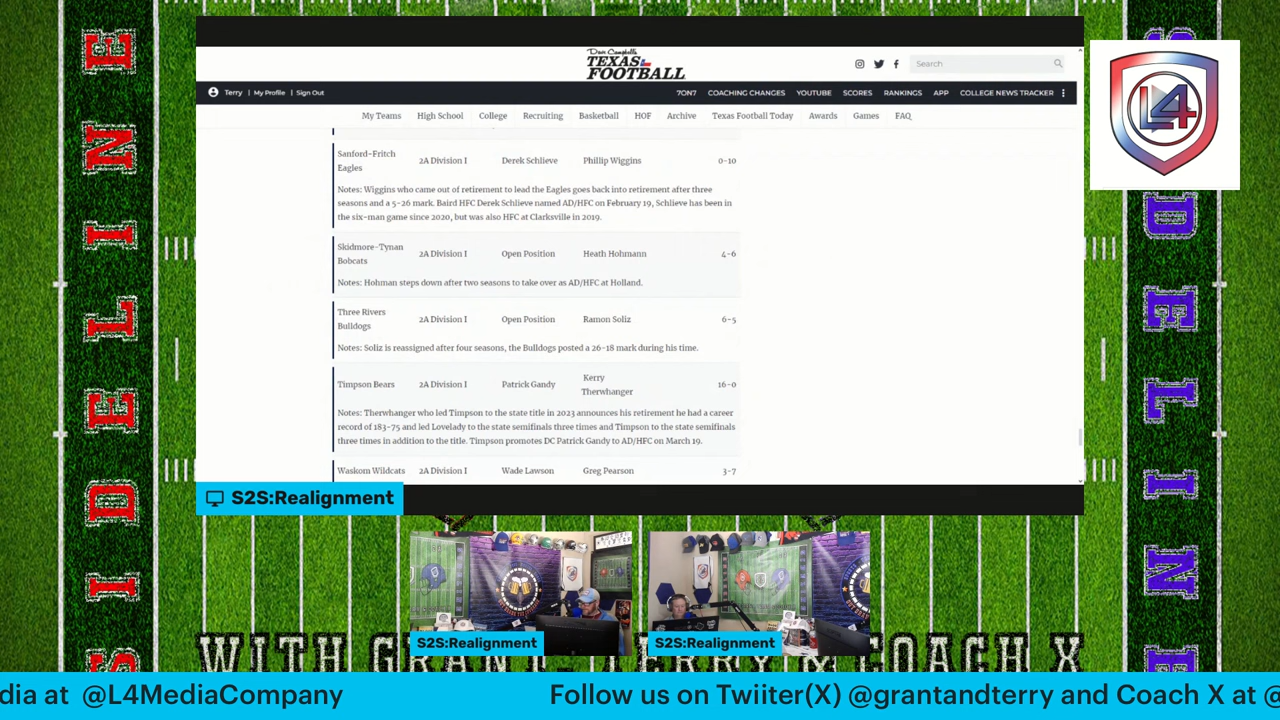 Dave Campbell's
TEXAS
FOOTBALL
Search
Terry | My Profile | Sign Out
7ON7 COACHING CHANGES YOUTUBE SCORES RANKINGS APP COLLEGE NEWS TRACKER
My Teams High School College Recruiting Basketball HOF Archive Texas Football Today Awards Games FAQ
Sanford-Fritch Eagles 2A Division I Derek Schlieve Phillip Wiggins 0-10
Notes: Wiggins who came out of retirement to lead the Eagles goes back into retirement after three
seasons and a 5-26 mark. Baird HFC Derek Schlieve named AD/HFC on February 19, Schlieve has been in
the six-man game since 2020, but was also HFC at Clarksville in 2019.
Skidmore-Tynan Bobcats 2A Division I Open Position Heath Hohmann 4-6
Notes: Hohman steps down after two seasons to take over as AD/HFC at Holland.
Three Rivers Bulldogs 2A Division I Open Position Ramon Soliz 6-5
Notes: Soliz is reassigned after four seasons, the Bulldogs posted a 26-18 mark during his time.
Timpson Bears 2A Division I Patrick Gandy Kerry Therwhanger 16-0
Notes: Therwhanger who led Timpson to the state title in 2023 announces his retirement he had a career
record of 183-75 and led Lovelady to the state semifinals three times and Timpson to the state semifinals
three times in addition to the title. Timpson promotes DC Patrick Gandy to AD/HFC on March 19.
Waskom Wildcats 2A Division I Wade Lawson Greg Pearson 3-7
L4
S2S:Realignment
S2S:Realignment
S2S:Realignment
SIDELINE
SIDELINE
WITH GRANT, TERRY & COACH X
dia at @L4MediaCompany Follow us on Twiiter(X) @grantandterry and Coach X at @